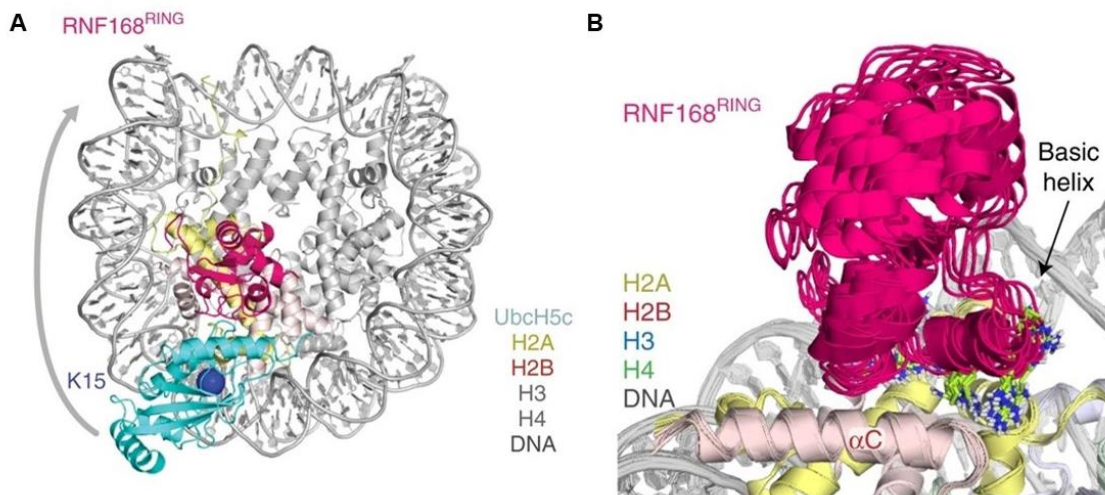 A
RNF168RING
K15
UbcH5c
H2A
H2B
H3
H4
DNA
B
RNF168RING
Basic
helix
H2A
H2B
H3
H4
DNA
αC